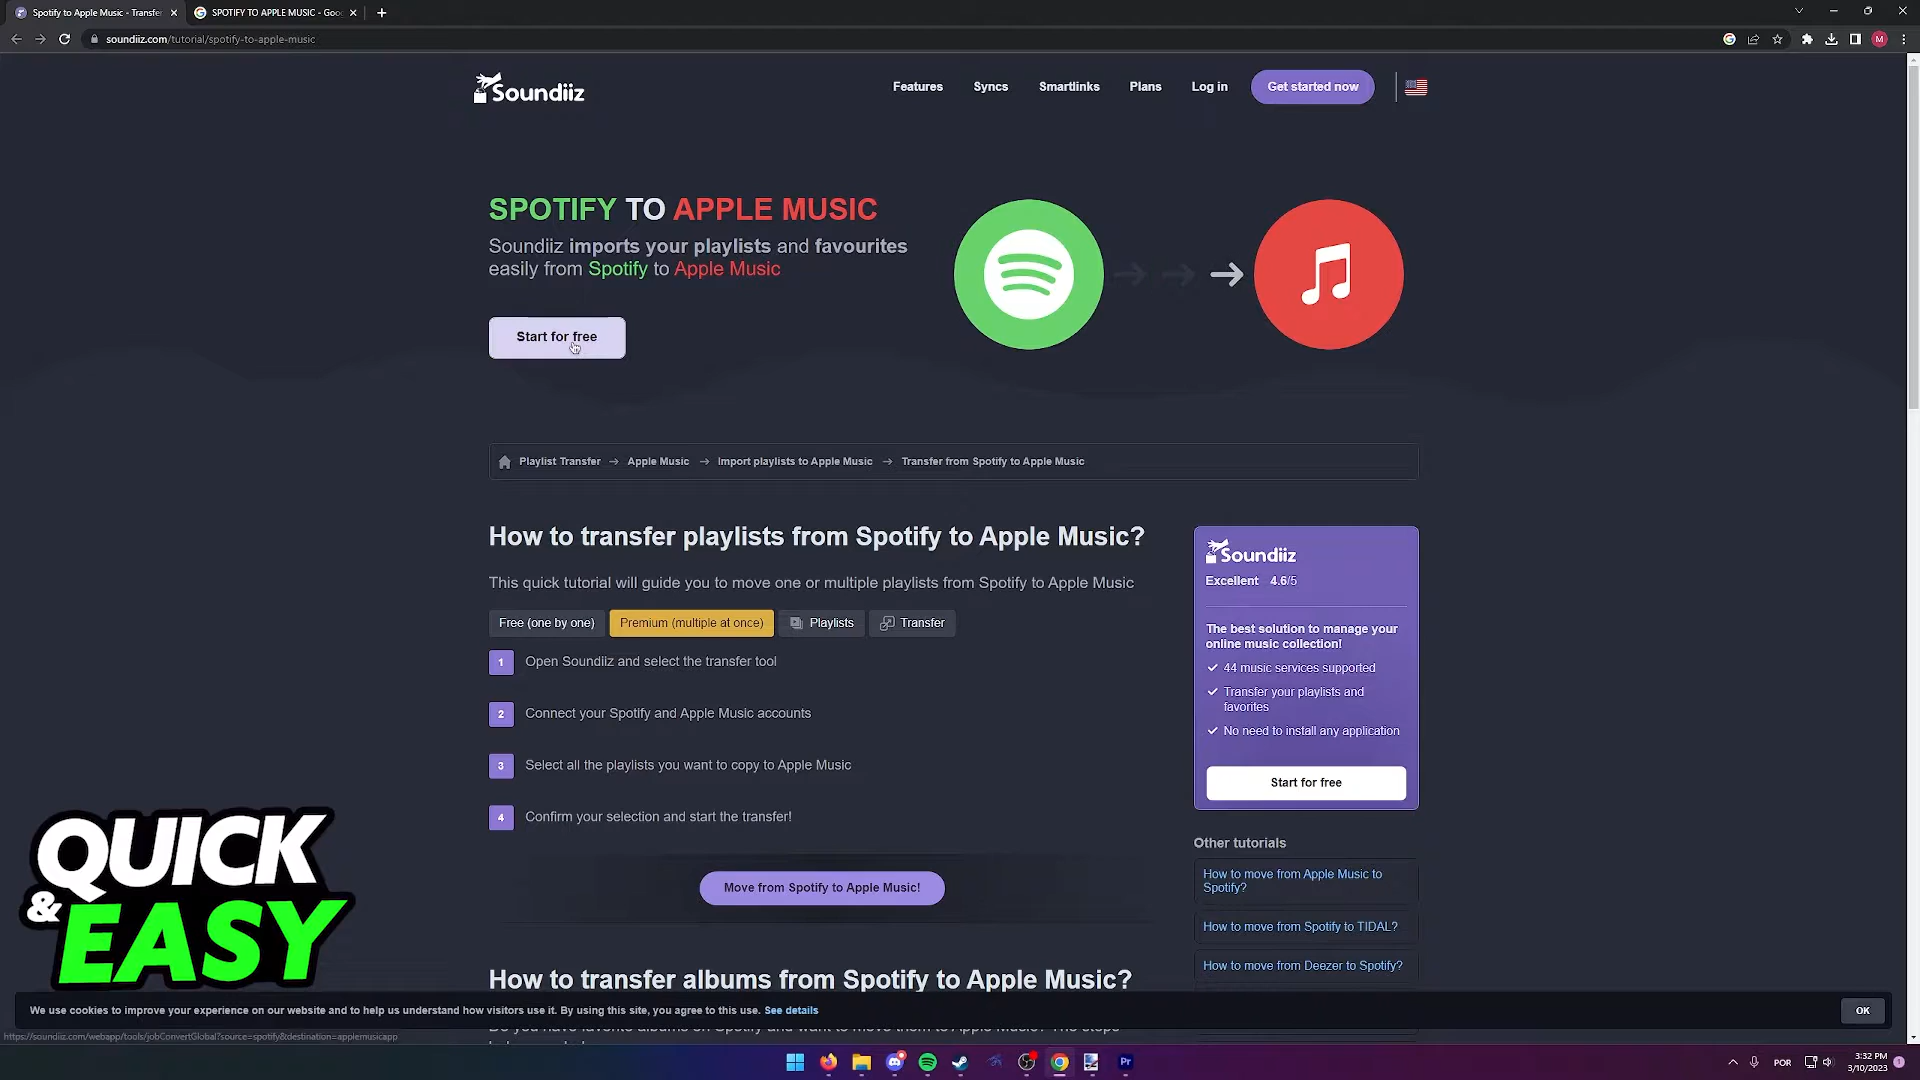 Spotify to Apple Music - Transfer
SPOTIFY TO APPLE MUSIC - Goo
soundiiz.com/tutorial/spotify-to-apple-music
M
Soundiiz
Features
Syncs
Smartlinks
Plans
Log in
Get started now
SPOTIFY TO APPLE MUSIC
Soundiiz imports your playlists and favourites
easily from Spotify to Apple Music
Start for free
Playlist Transfer → Apple Music → Import playlists to Apple Music → Transfer from Spotify to Apple Music
How to transfer playlists from Spotify to Apple Music?
This quick tutorial will guide you to move one or multiple playlists from Spotify to Apple Music
Free (one by one)
Premium (multiple at once)
Playlists
Transfer
1 Open Soundiiz and select the transfer tool
2 Connect your Spotify and Apple Music accounts
3 Select all the playlists you want to copy to Apple Music
4 Confirm your selection and start the transfer!
Move from Spotify to Apple Music!
How to transfer albums from Spotify to Apple Music?
Soundiiz
Excellent 4.6/5
The best solution to manage your
online music collection!
44 music services supported
Transfer your playlists and
favorites
No need to install any application
Start for free
Other tutorials
How to move from Apple Music to
Spotify?
How to move from Spotify to TIDAL?
How to move from Deezer to Spotify?
QUICK
& EASY
We use cookies to improve your experience on our website and to help us understand how visitors use it. By using this site, you agree to this use. See details
OK
https://soundiiz.com/webapp/tools/jobConvertGlobal?source=spotify&destination=applemusicapp
Pr
POR
3:32 PM
3/10/2023
1